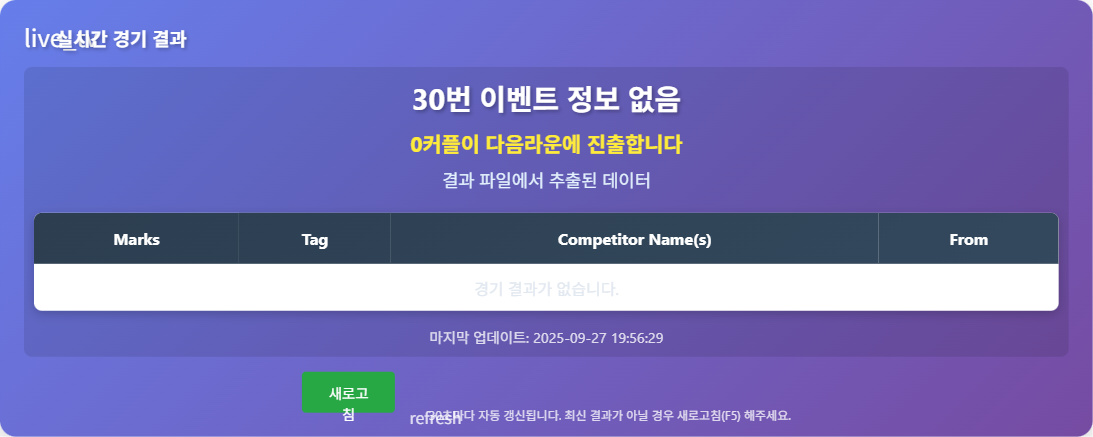 live_tv 실시간 경기 결과
30번 이벤트 정보 없음
0커플이 다음라운에 진출합니다
결과 파일에서 추출된 데이터
Marks Tag Competitor Name(s) From
경기 결과가 없습니다.
마지막 업데이트: 2025-09-27 19:56:29
새로고
침
refresh 30초마다 자동 갱신됩니다. 최신 결과가 아닐 경우 새로고침(F5) 해주세요.